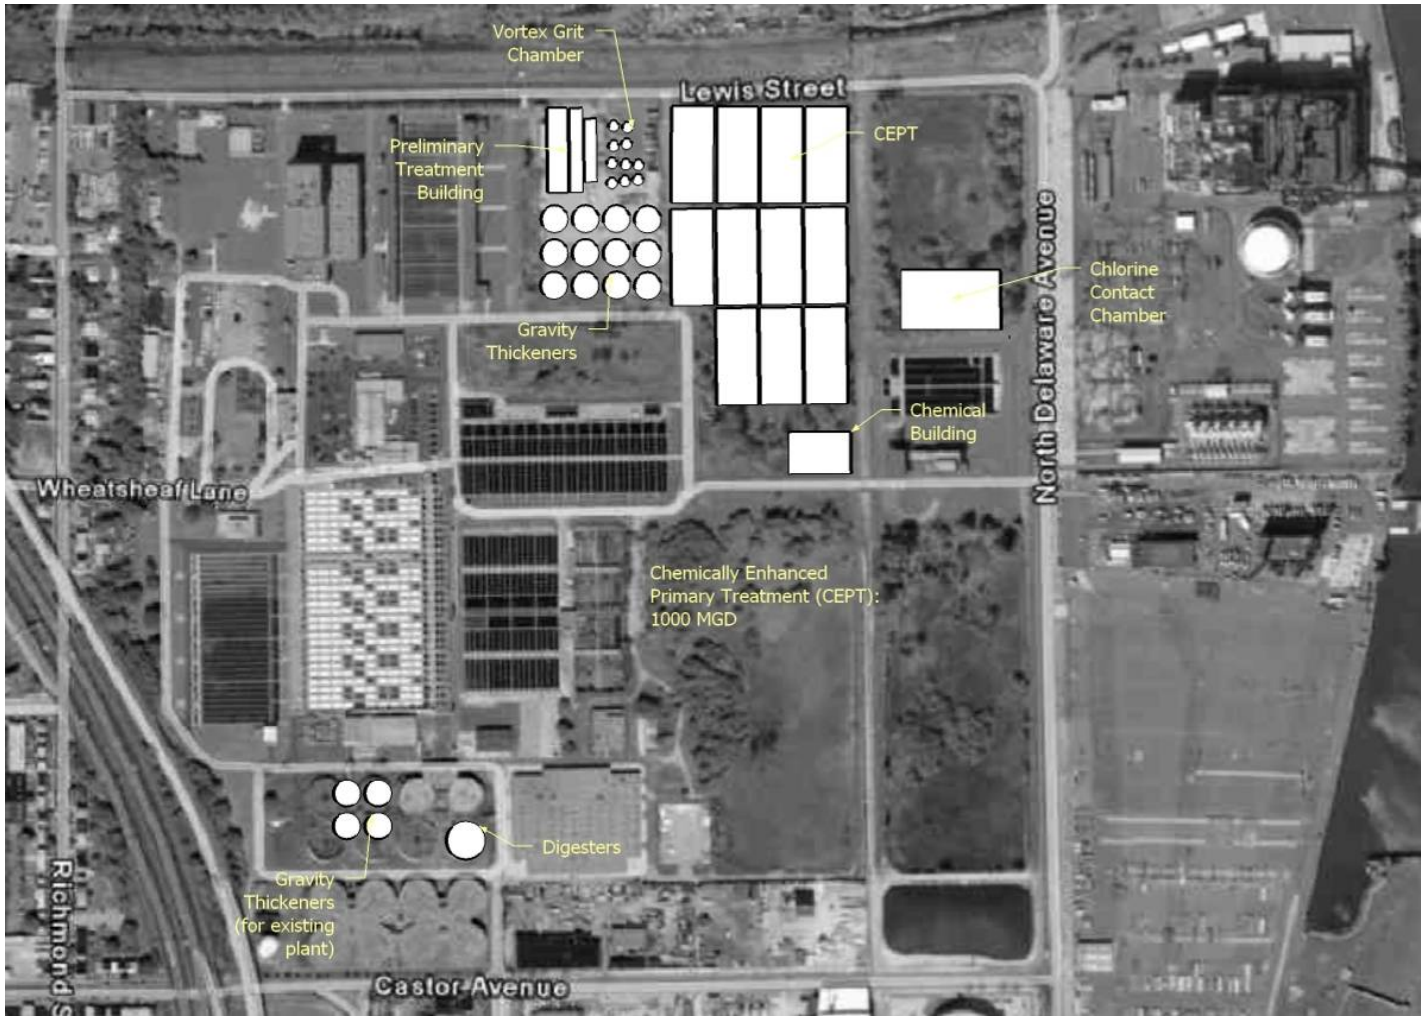 Vortex Grit
Chamber
Lewis Street
Preliminary
Treatment
Building
CEPT
North Delaware Avenue
Chlorine
Contact
Chamber
Gravity
Thickeners
Chemical
Building
Wheatsheaf Lane
Chemically Enhanced
Primary Treatment (CEPT):
1000 MGD
Digesters
Gravity
Thickeners
(for existing
plant)
Richmond S
Castor Avenue